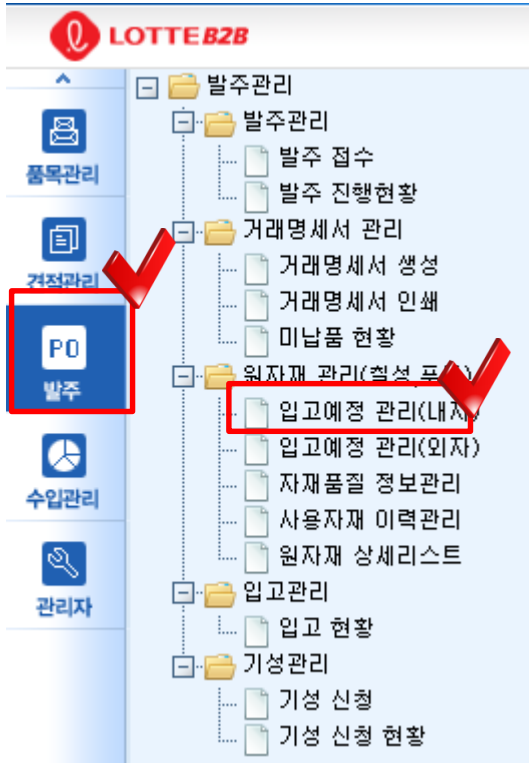 LOTTE B2B
품목관리
견적관리
PO
발주
수입관리
관리자
발주관리
발주관리
발주 접수
발주 진행현황
거래명세서 관리
거래명세서 생성
거래명세서 인쇄
미납품 현황
원자재 관리(칠성,푸드)
입고예정 관리(내자)
입고예정 관리(외자)
자재품질 정보관리
사용자재 이력관리
원자재 상세리스트
입고관리
입고 현황
기성관리
기성 신청
기성 신청 현황